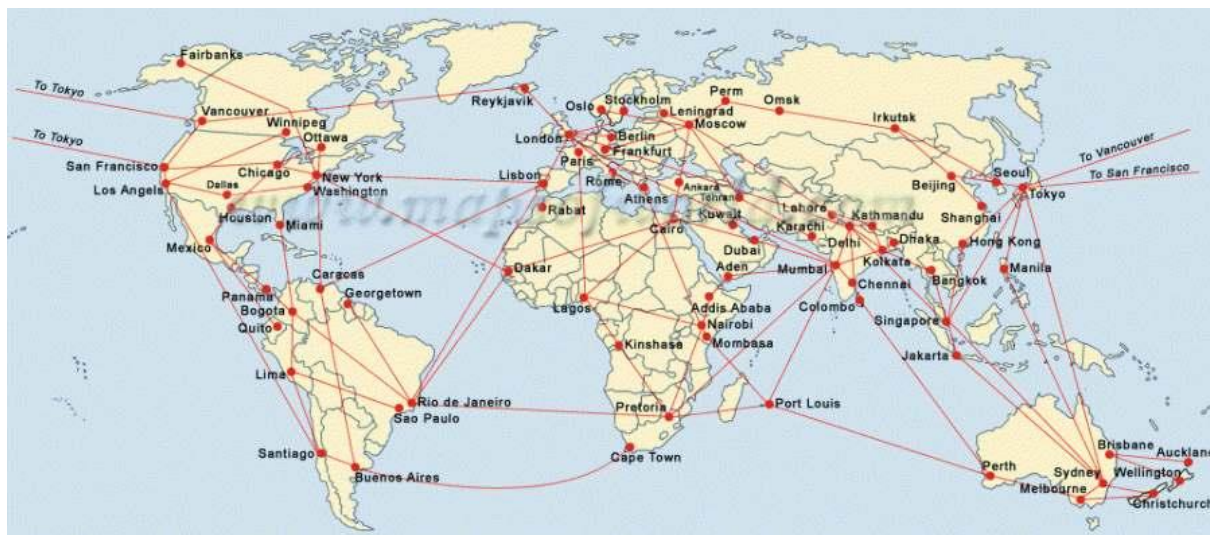 Fairbanks
To Tokyo
Vancouver
Winnipeg
Ottawa
To Tokyo
San Francisco
Chicago
New York
Los Angels
Dallas
Washington
Houston
Miami
Mexico
Caracas
Panama
Georgetown
Bogota
Quito
Lima
Rio de Janeiro
Sao Paulo
Santiago
Buenos Aires
Reykjavik
Oslo
Stockholm
Leningrad
Perm
Omsk
Moscow
London
Berlin
Frankfurt
Paris
Rome
Lisbon
Athens
Ankara
Tehran
Rabat
Cairo
Kuwait
Dubai
Dakar
Aden
Lagos
Addis Ababa
Nairobi
Mombasa
Kinshasa
Pretoria
Port Louis
Cape Town
Irkutsk
Beijing
Seoul
Tokyo
To Vancouver
To San Francisco
Shanghai
Lahore
Kathmandu
Karachi
Delhi
Dhaka
Kolkata
Hong Kong
Mumbai
Bangkok
Manila
Chennai
Colombo
Singapore
Jakarta
Perth
Brisbane
Auckland
Sydney
Wellington
Melbourne
Christchurch